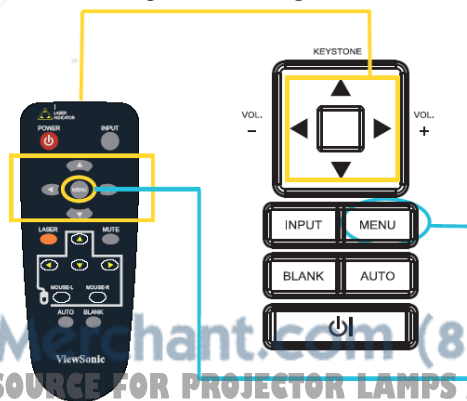 KEYSTONE
VOL.
−
VOL.
+
LASER
INDICATOR
POWER
INPUT
MENU
LASER
MUTE
MOUSE-L
MOUSE-R
AUTO
BLANK
ViewSonic
INPUT
MENU
BLANK
AUTO
Merchant.com (8
SOURCE FOR PROJECTOR LAMPS